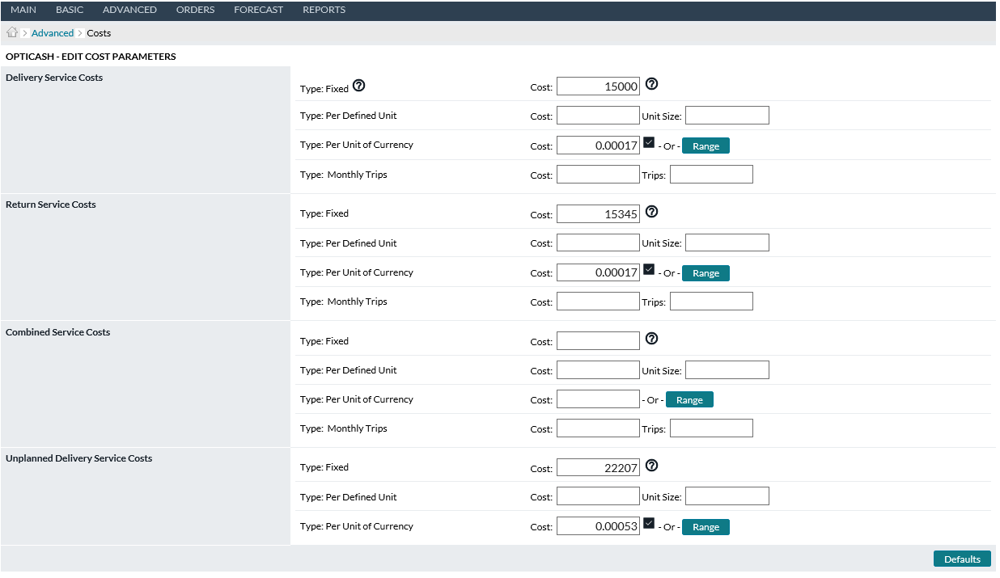 MAIN BASIC ADVANCED ORDERS FORECAST REPORTS
> Advanced > Costs
OPTICASH - EDIT COST PARAMETERS
Delivery Service Costs
Type: Fixed ? Cost: 15000 ?
Type: Per Defined Unit Cost: Unit Size:
Type: Per Unit of Currency Cost: 0.00017 - Or - Range
Type: Monthly Trips Cost: Trips:
Return Service Costs
Type: Fixed Cost: 15345 ?
Type: Per Defined Unit Cost: Unit Size:
Type: Per Unit of Currency Cost: 0.00017 - Or - Range
Type: Monthly Trips Cost: Trips:
Combined Service Costs
Type: Fixed Cost: ?
Type: Per Defined Unit Cost: Unit Size:
Type: Per Unit of Currency Cost: - Or - Range
Type: Monthly Trips Cost: Trips:
Unplanned Delivery Service Costs
Type: Fixed Cost: 22207 ?
Type: Per Defined Unit Cost: Unit Size:
Type: Per Unit of Currency Cost: 0.00053 - Or - Range
Defaults